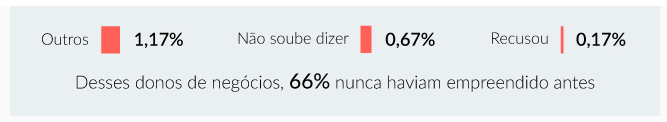 Outros 1,17% Não soube dizer 0,67% Recusou 0,17%
Desses donos de negócios, 66% nunca haviam empreendido antes